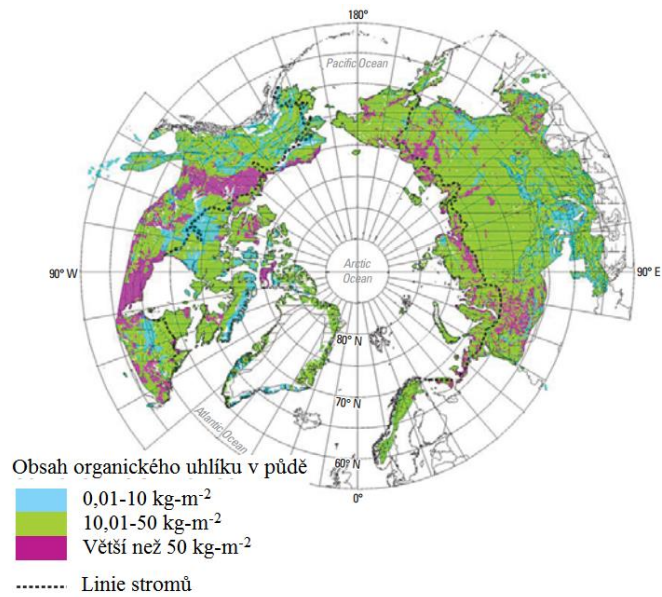 180°
Pacific Ocean
90° W
Arctic
Ocean
90° E
80° N
70° N
Atlantic Ocean
60° N
0°
Obsah organického uhlíku v půdě
0,01-10 kg-m-2
10,01-50 kg-m-2
Větší než 50 kg-m-2
Linie stromů